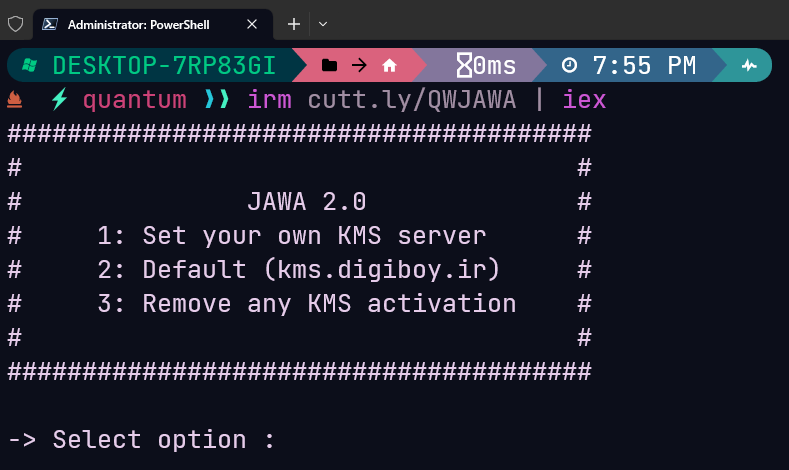 Administrator: PowerShell
DESKTOP-7RP83GI 0ms 7:55 PM
quantum irm cutt.ly/QWJAWA | iex
#######################################
# #
# JAWA 2.0 #
# 1: Set your own KMS server #
# 2: Default (kms.digiboy.ir) #
# 3: Remove any KMS activation #
# #
#######################################
-> Select option :